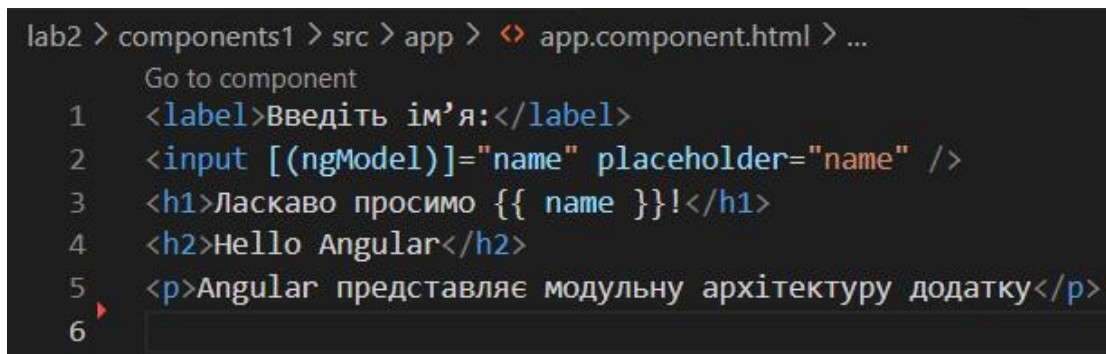 lab2 > components1 > src > app > <> app.component.html > ...
Go to component
1 <label>Введіть ім’я:</label>
2 <input [(ngModel)]="name" placeholder="name" />
3 <h1>Ласкаво просимо {{ name }}!</h1>
4 <h2>Hello Angular</h2>
5 <p>Angular представляє модульну архітектуру додатку</p>
6